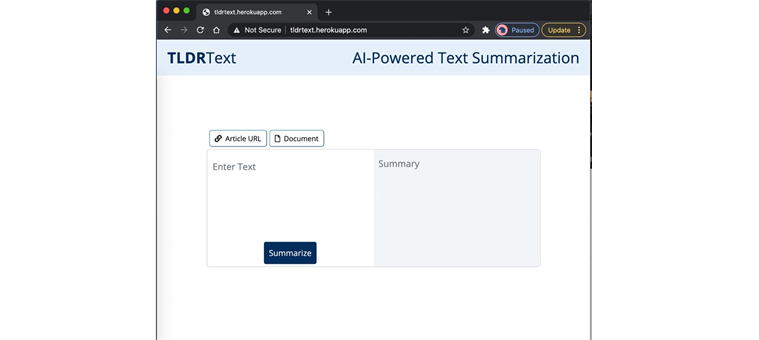 tldrtext.herokuapp.com
Not Secure | tldrtext.herokuapp.com Paused Update
TLDRText AI-Powered Text Summarization
Article URL Document
Enter Text Summary
Summarize